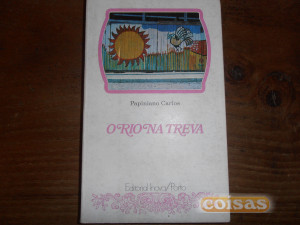 Papiniano Carlos
O RIO NA TREVA
Editorial Inova/Porto
coisas